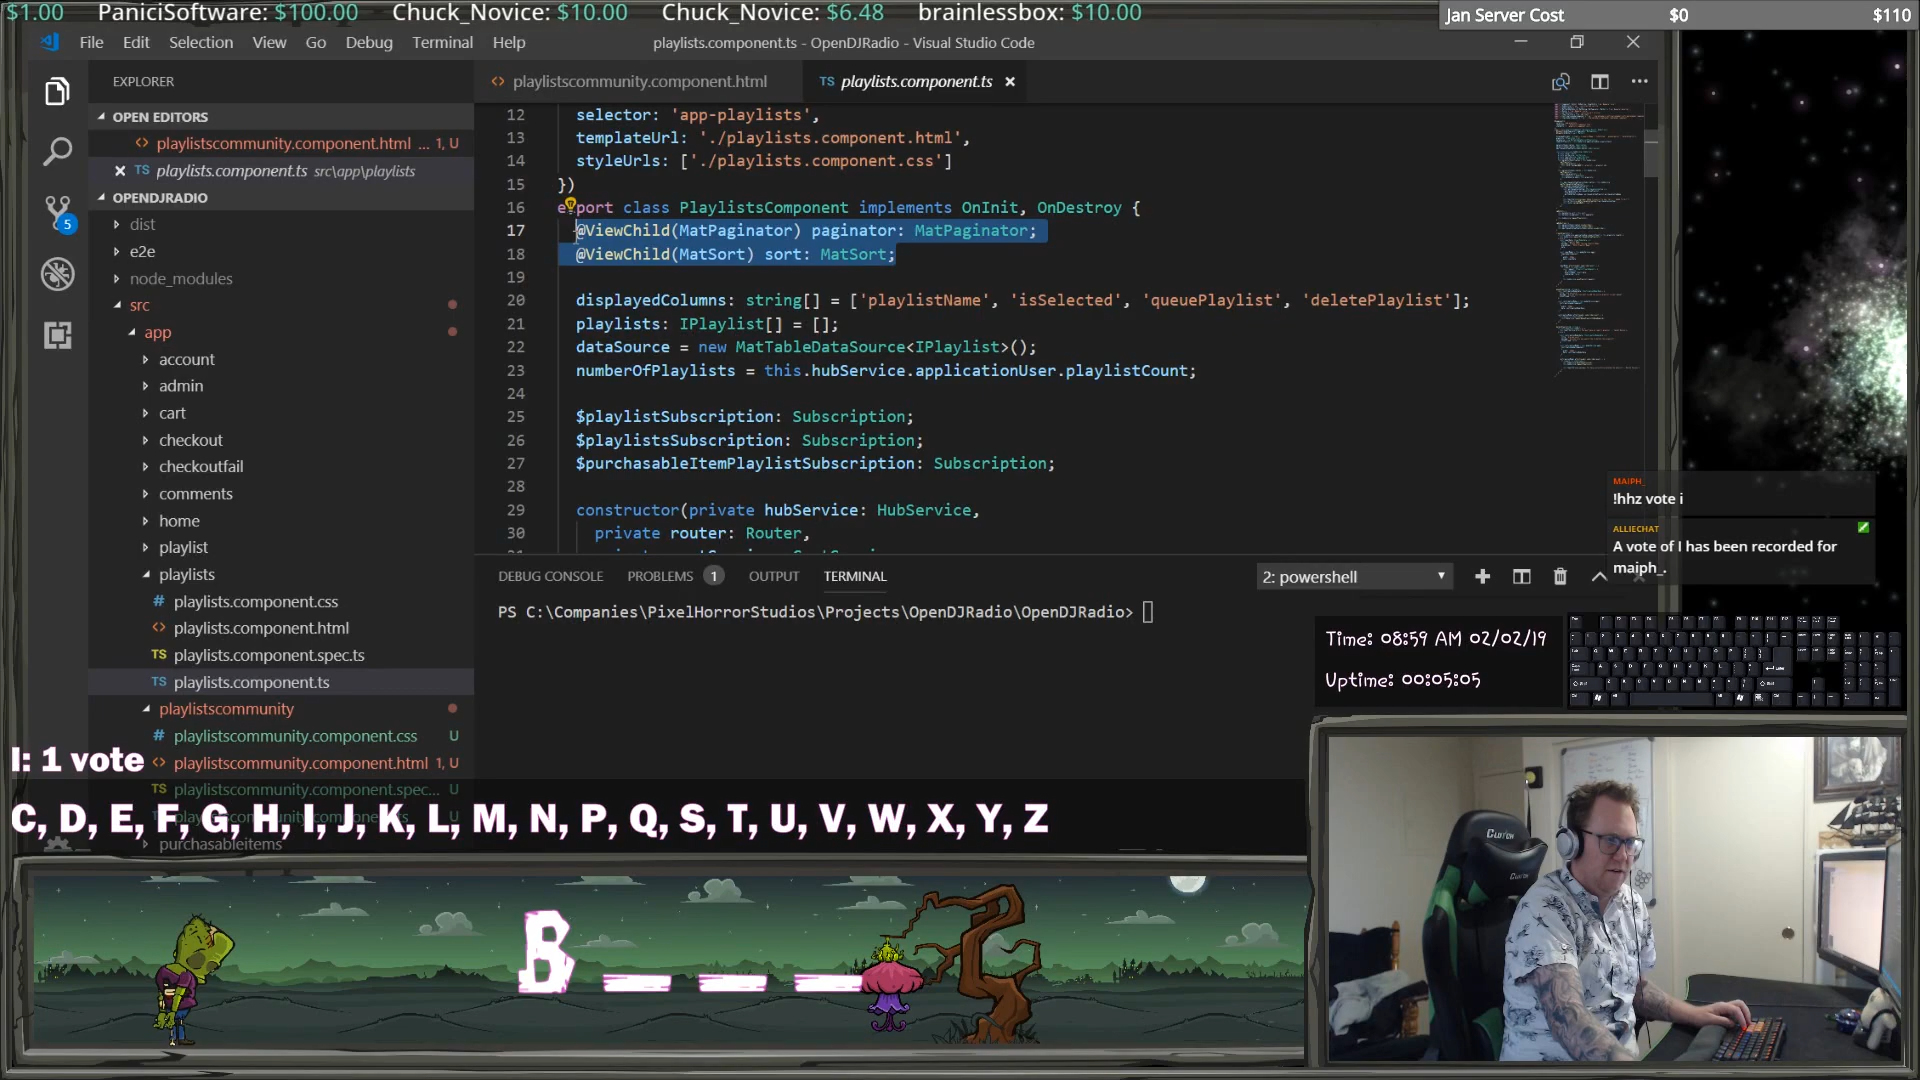 $1.00 PaniciSoftware: $100.00 Chuck_Novice: $10.00 Chuck_Novice: $6.48 brainlessbox: $10.00
Jan Server Cost $0 $110
File Edit Selection View Go Debug Terminal Help
playlists.component.ts - OpenDJRadio - Visual Studio Code
EXPLORER
OPEN EDITORS
playlistscommunity.component.html ... 1, U
playlists.component.ts src\app\playlists
OPENDJRADIO
dist
e2e
node_modules
src
app
account
admin
cart
checkout
checkoutfail
comments
home
playlist
playlists
playlists.component.css
playlists.component.html
playlists.component.spec.ts
playlists.component.ts
playlistscommunity
playlistscommunity.component.css U
playlistscommunity.component.html 1, U
playlistscommunity.component.spec... U
purchasableitems
5
playlistscommunity.component.html
playlists.component.ts
12 selector: 'app-playlists',
13 templateUrl: './playlists.component.html',
14 styleUrls: ['./playlists.component.css']
15 })
16 export class PlaylistsComponent implements OnInit, OnDestroy {
17 @ViewChild(MatPaginator) paginator: MatPaginator;
18 @ViewChild(MatSort) sort: MatSort;
19
20 displayedColumns: string[] = ['playlistName', 'isSelected', 'queuePlaylist', 'deletePlaylist'];
21 playlists: IPlaylist[] = [];
22 dataSource = new MatTableDataSource<IPlaylist>();
23 numberOfPlaylists = this.hubService.applicationUser.playlistCount;
24
25 $playlistSubscription: Subscription;
26 $playlistsSubscription: Subscription;
27 $purchasableItemPlaylistSubscription: Subscription;
28
29 constructor(private hubService: HubService,
30 private router: Router,
DEBUG CONSOLE PROBLEMS 1 OUTPUT TERMINAL
2: powershell
PS C:\Companies\PixelHorrorStudios\Projects\OpenDJRadio\OpenDJRadio>
MAIPH_
!hhz vote i
ALLIECHAT
A vote of I has been recorded for
maiph_.
Time: 08:59 AM 02/02/19
Uptime: 00:05:05
I: 1 vote
C, D, E, F, G, H, I, J, K, L, M, N, P, Q, S, T, U, V, W, X, Y, Z
B _ _ _
CLUTCH